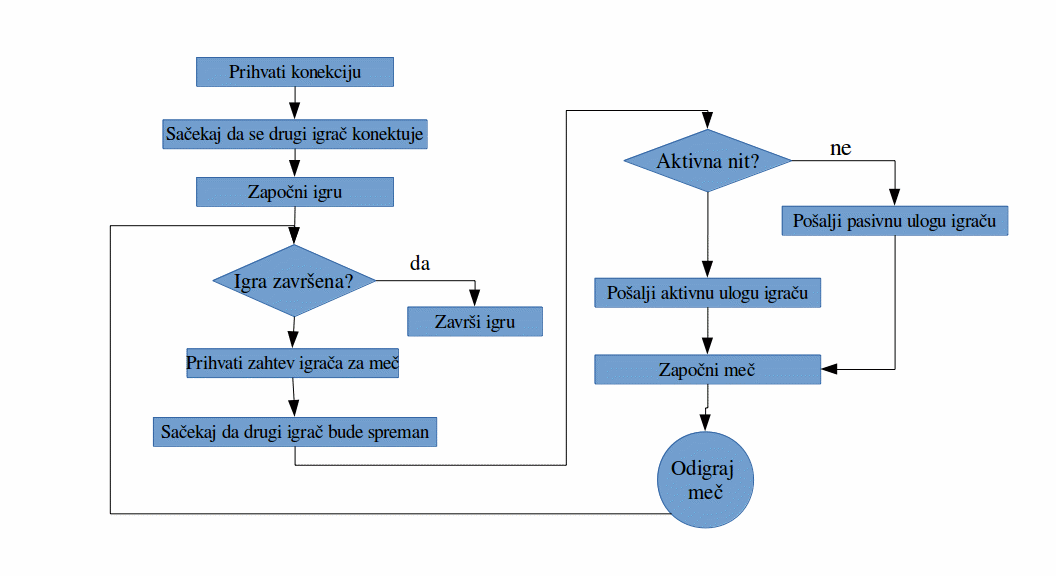 Prihvati konekciju
Sačekaj da se drugi igrač konektuje
Započni igru
Igra završena?
da
Završi igru
Prihvati zahtev igrača za meč
Sačekaj da drugi igrač bude spreman
Aktivna nit?
ne
Pošalji pasivnu ulogu igraču
Pošalji aktivnu ulogu igraču
Započni meč
Odigraj
meč